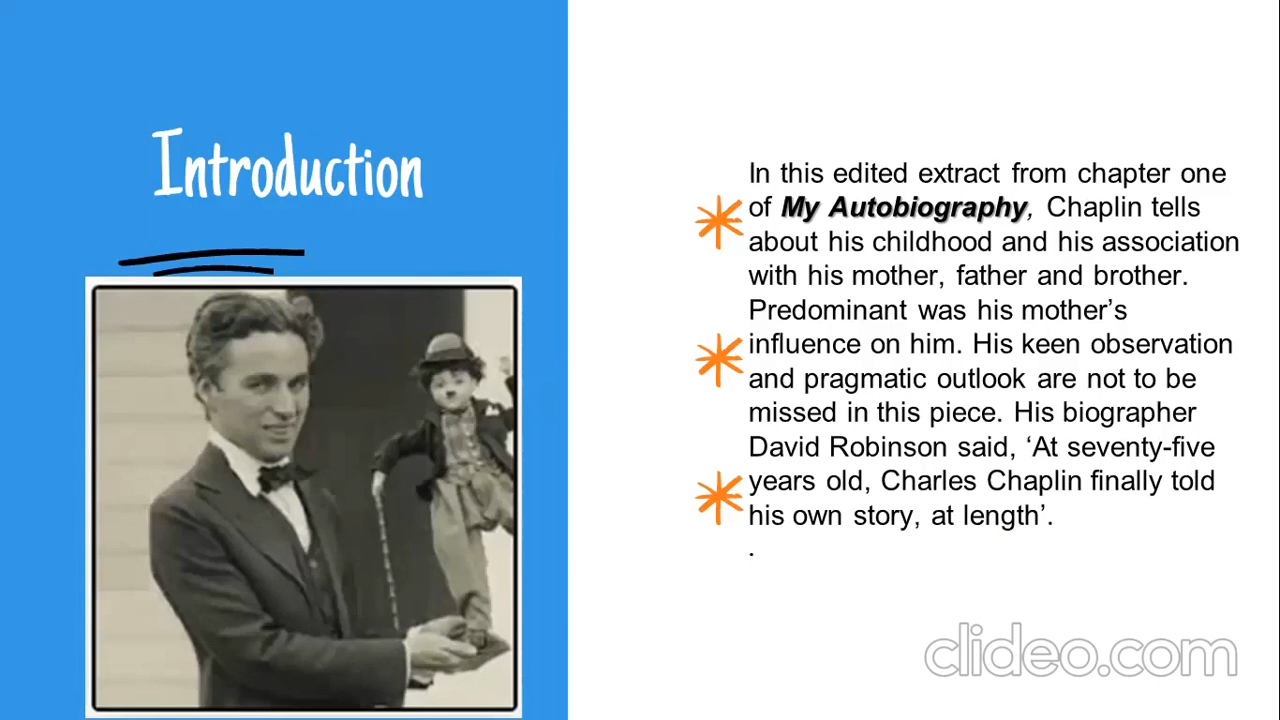 Introduction
In this edited extract from chapter one
of My Autobiography, Chaplin tells
about his childhood and his association
with his mother, father and brother.
Predominant was his mother’s
influence on him. His keen observation
and pragmatic outlook are not to be
missed in this piece. His biographer
David Robinson said, ‘At seventy-five
years old, Charles Chaplin finally told
his own story, at length’.
.
clideo.com